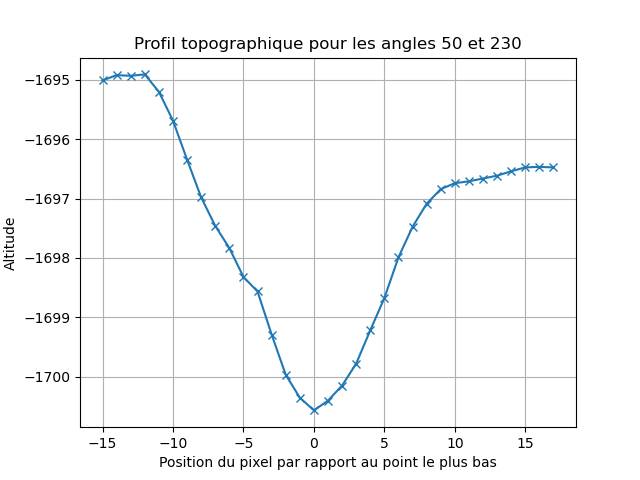 Profil topographique pour les angles 50 et 230
−1695
−1696
−1697
−1698
−1699
−1700
Altitude
−15 −10 −5 0 5 10 15
Position du pixel par rapport au point le plus bas